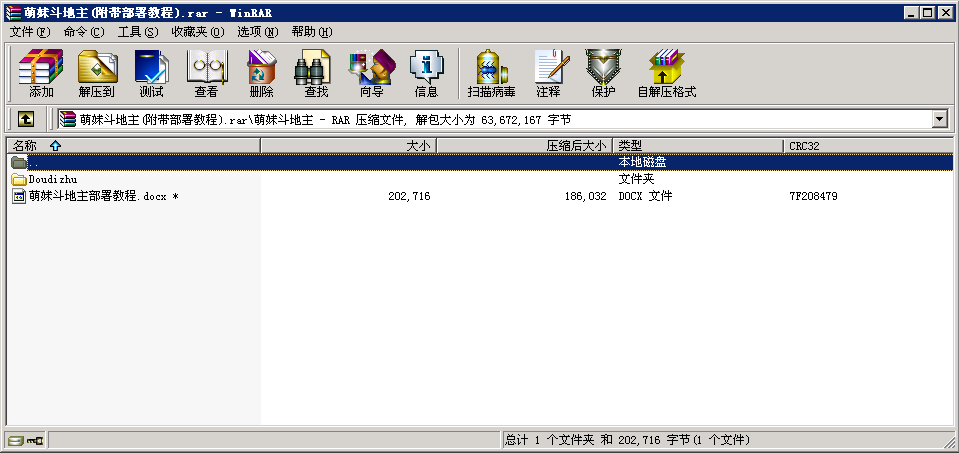 萌妹斗地主(附带部署教程).rar - WinRAR
文件(F) 命令(C) 工具(S) 收藏夹(O) 选项(N) 帮助(H)
添加 解压到 测试 查看 删除 查找 向导 信息 扫描病毒 注释 保护 自解压格式
萌妹斗地主(附带部署教程).rar\萌妹斗地主 - RAR 压缩文件, 解包大小为 63,672,167 字节
名称 大小 压缩后大小 类型 CRC32
.. 本地磁盘
Doudizhu 文件夹
萌妹斗地主部署教程.docx * 202,716 186,032 DOCX 文件 7F208479
总计 1 个文件夹 和 202,716 字节(1 个文件)